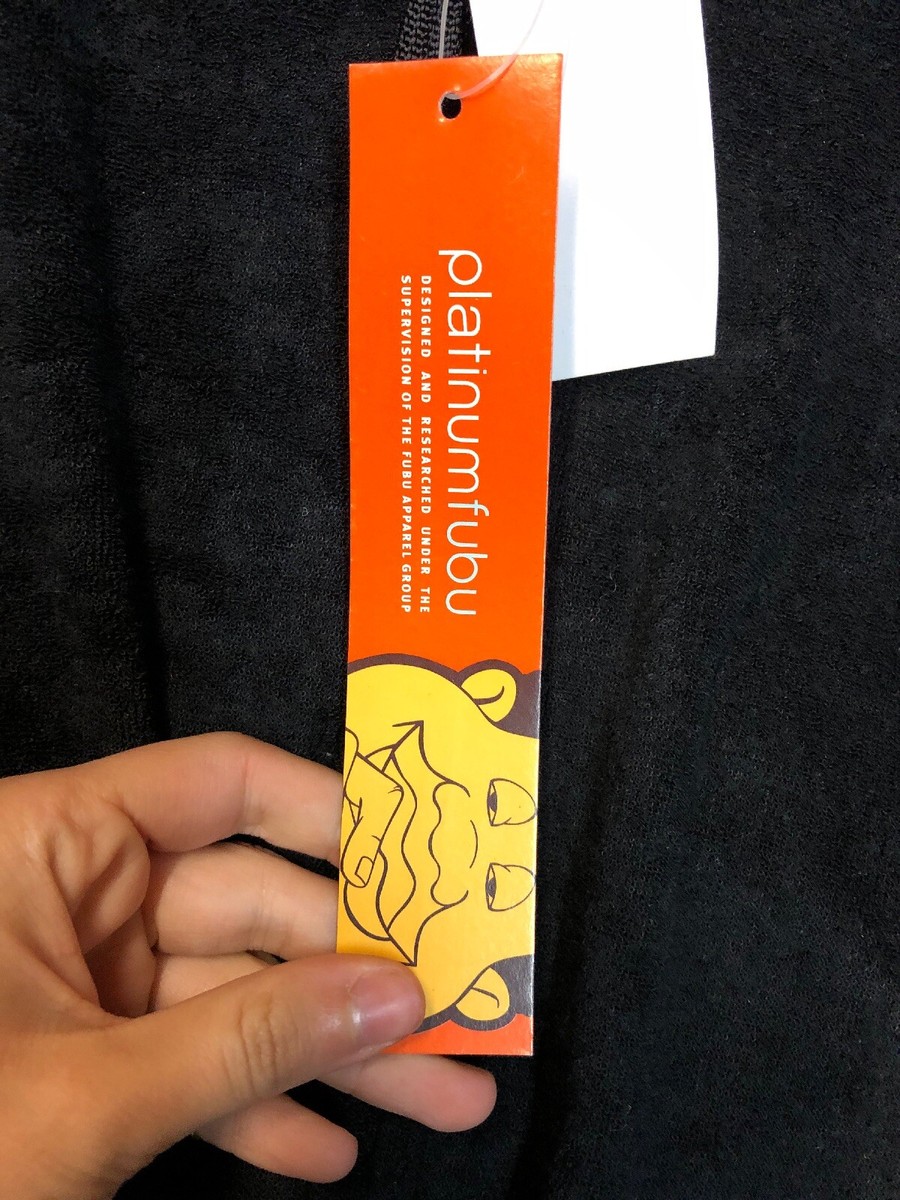 platinumfubu
DESIGNED AND RESEARCHED UNDER THE
SUPERVISION OF THE FUBU APPAREL GROUP